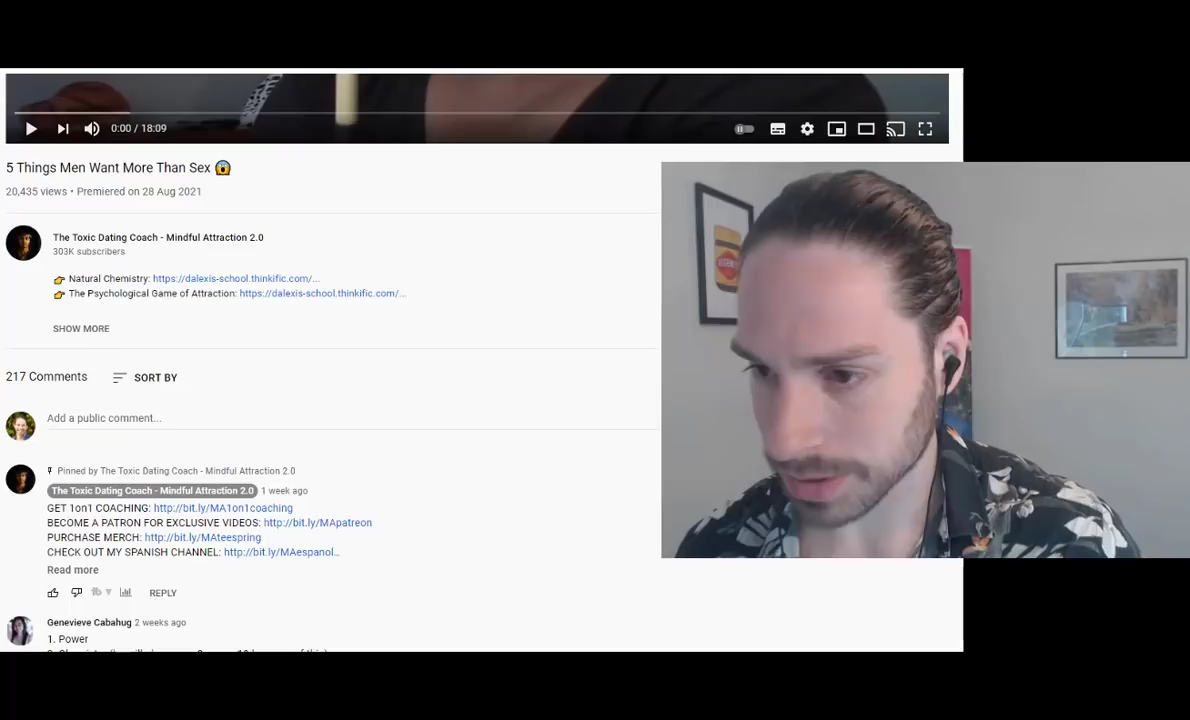 0:00 / 18:09
5 Things Men Want More Than Sex 😱
20,435 views • Premiered on 28 Aug 2021
The Toxic Dating Coach - Mindful Attraction 2.0
303K subscribers
👉 Natural Chemistry: https://dalexis-school.thinkific.com/...
👉 The Psychological Game of Attraction: https://dalexis-school.thinkific.com/...
SHOW MORE
217 Comments SORT BY
Add a public comment...
Pinned by The Toxic Dating Coach - Mindful Attraction 2.0
The Toxic Dating Coach - Mindful Attraction 2.0 1 week ago
GET 1on1 COACHING: http://bit.ly/MA1on1coaching
BECOME A PATRON FOR EXCLUSIVE VIDEOS: http://bit.ly/MApatreon
PURCHASE MERCH: http://bit.ly/MAteespring
CHECK OUT MY SPANISH CHANNEL: http://bit.ly/MAespanol...
Read more
REPLY
Genevieve Cabahug 2 weeks ago
1. Power